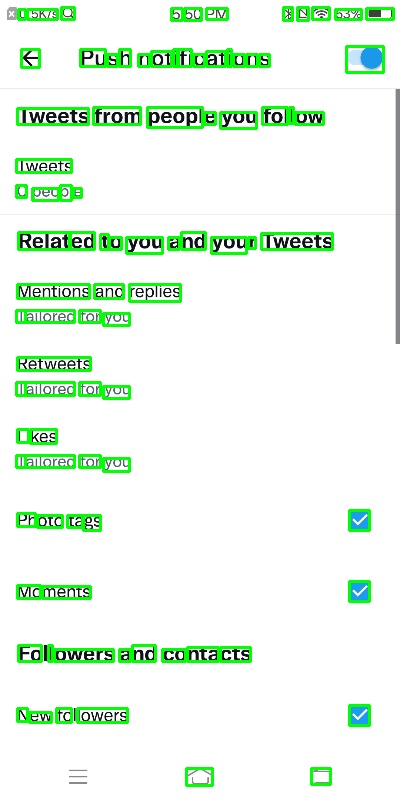 5:50 PM 53%
Push notifications
Tweets from people you follow
Tweets
0 people
Related to you and your Tweets
Mentions and replies
Tailored for you
Retweets
Tailored for you
Likes
Tailored for you
Photo tags
Moments
Followers and contacts
New followers